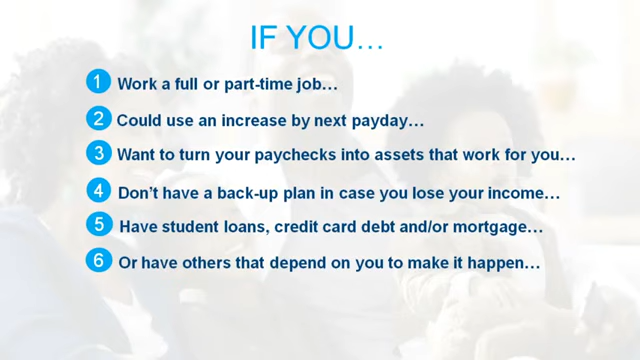 IF YOU…
1 Work a full or part-time job…
2 Could use an increase by next payday…
3 Want to turn your paychecks into assets that work for you…
4 Don’t have a back-up plan in case you lose your income…
5 Have student loans, credit card debt and/or mortgage…
6 Or have others that depend on you to make it happen…